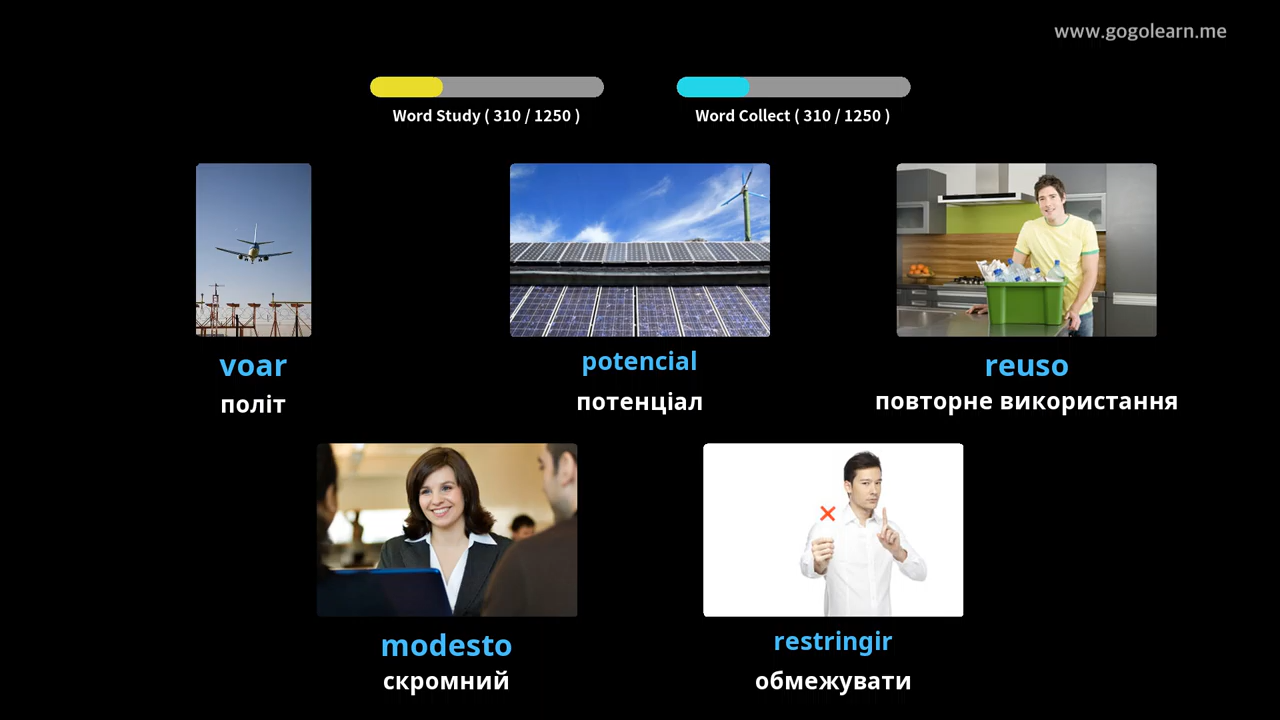 www.gogolearn.me
Word Study ( 310 / 1250 )
Word Collect ( 310 / 1250 )
voar
політ
potencial
потенціал
reuso
повторне використання
modesto
скромний
restringir
обмежувати